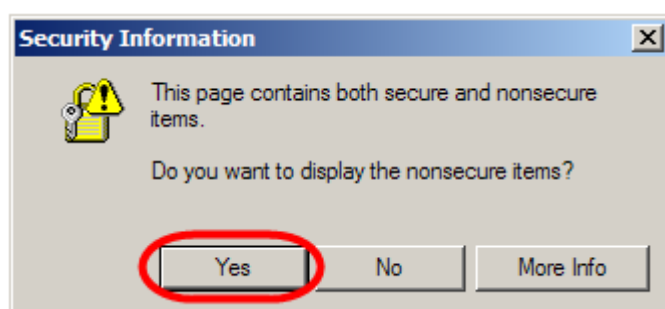 Security Information
This page contains both secure and nonsecure
items.
Do you want to display the nonsecure items?
Yes No More Info